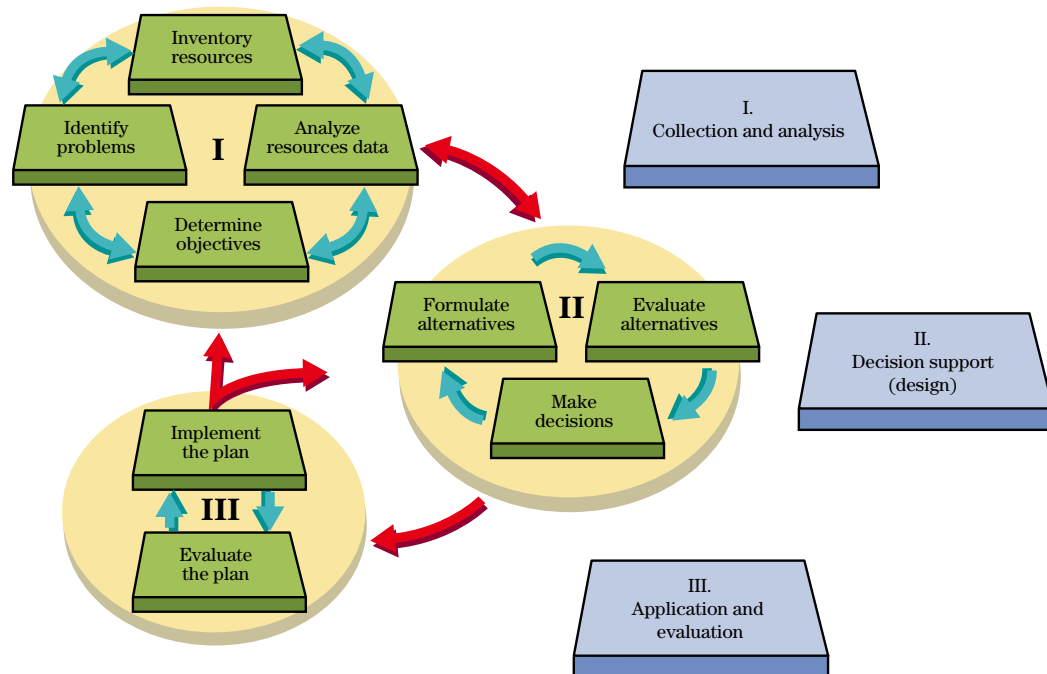 Inventory
resources
Identify
problems
I
Analyze
resources data
Determine
objectives
I.
Collection and analysis
Formulate
alternatives
II
Evaluate
alternatives
Make
decisions
II.
Decision support
(design)
Implement
the plan
III
Evaluate
the plan
III.
Application and
evaluation